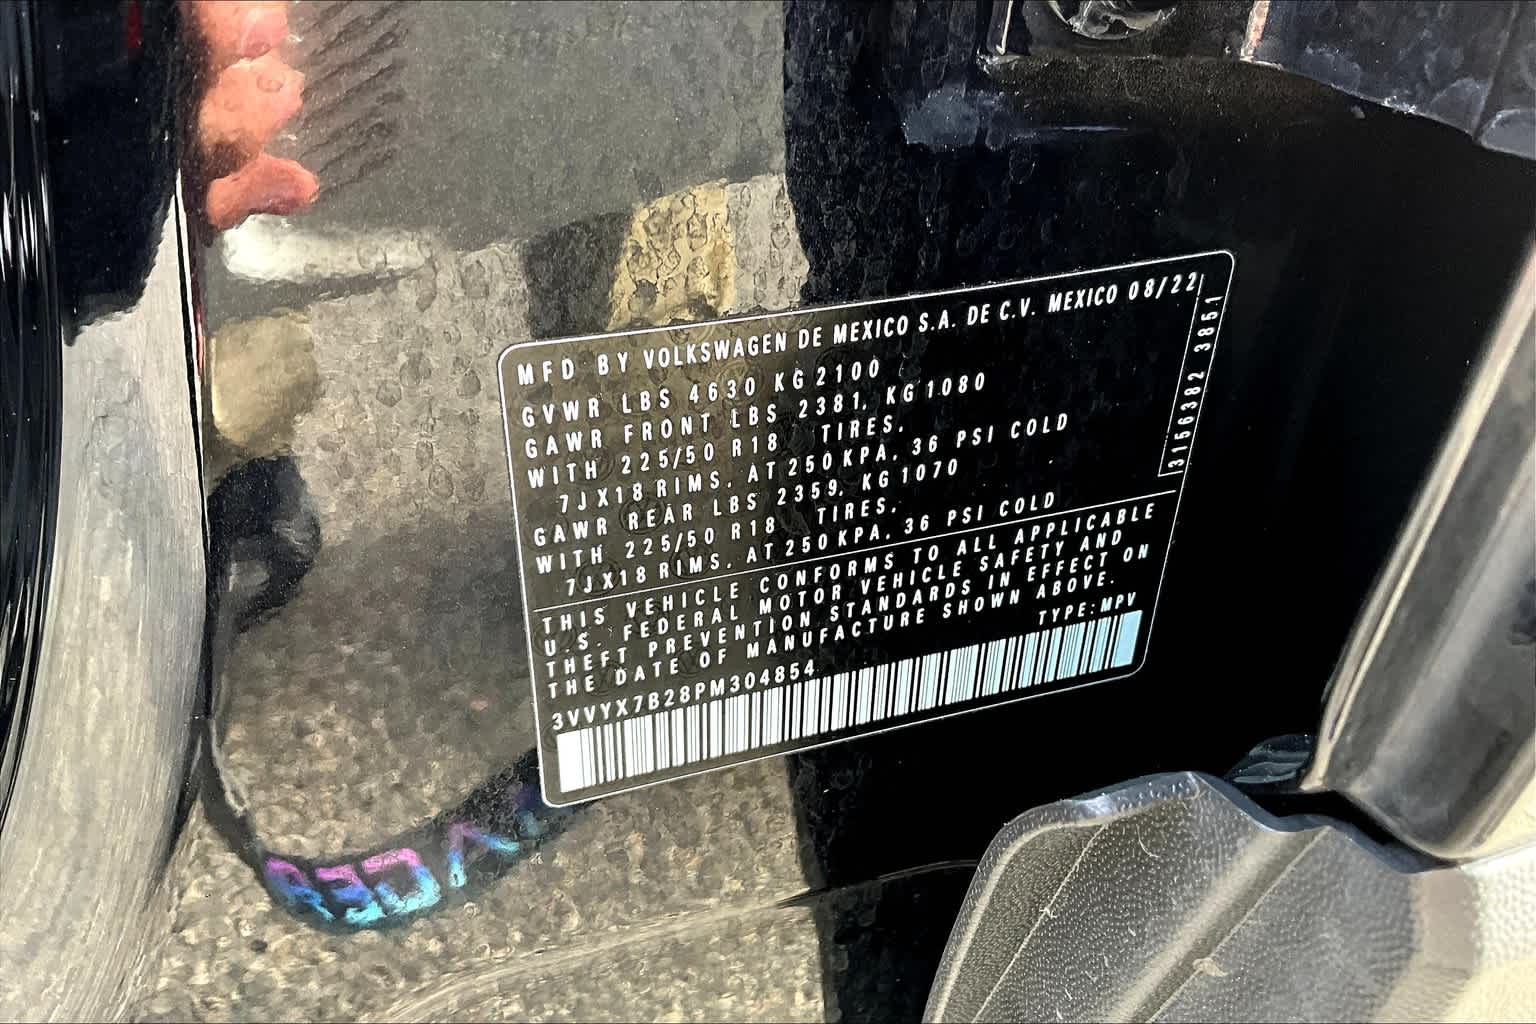 MFD BY VOLKSWAGEN DE MEXICO S.A. DE C.V. MEXICO 08/22
GVWR LBS 4630 KG 2100
GAWR FRONT LBS 2381, KG 1080
WITH 225/50 R18 TIRES,
7JX18 RIMS, AT 250 KPA, 36 PSI COLD
GAWR REAR LBS 2359, KG 1070
WITH 225/50 R18 TIRES,
7JX18 RIMS, AT 250 KPA, 36 PSI COLD
3156382 3851
THIS VEHICLE CONFORMS TO ALL APPLICABLE
U.S. FEDERAL MOTOR VEHICLE SAFETY AND
THEFT PREVENTION STANDARDS IN EFFECT ON
THE DATE OF MANUFACTURE SHOWN ABOVE.
TYPE: MPV
3VVYX7B28PM304854